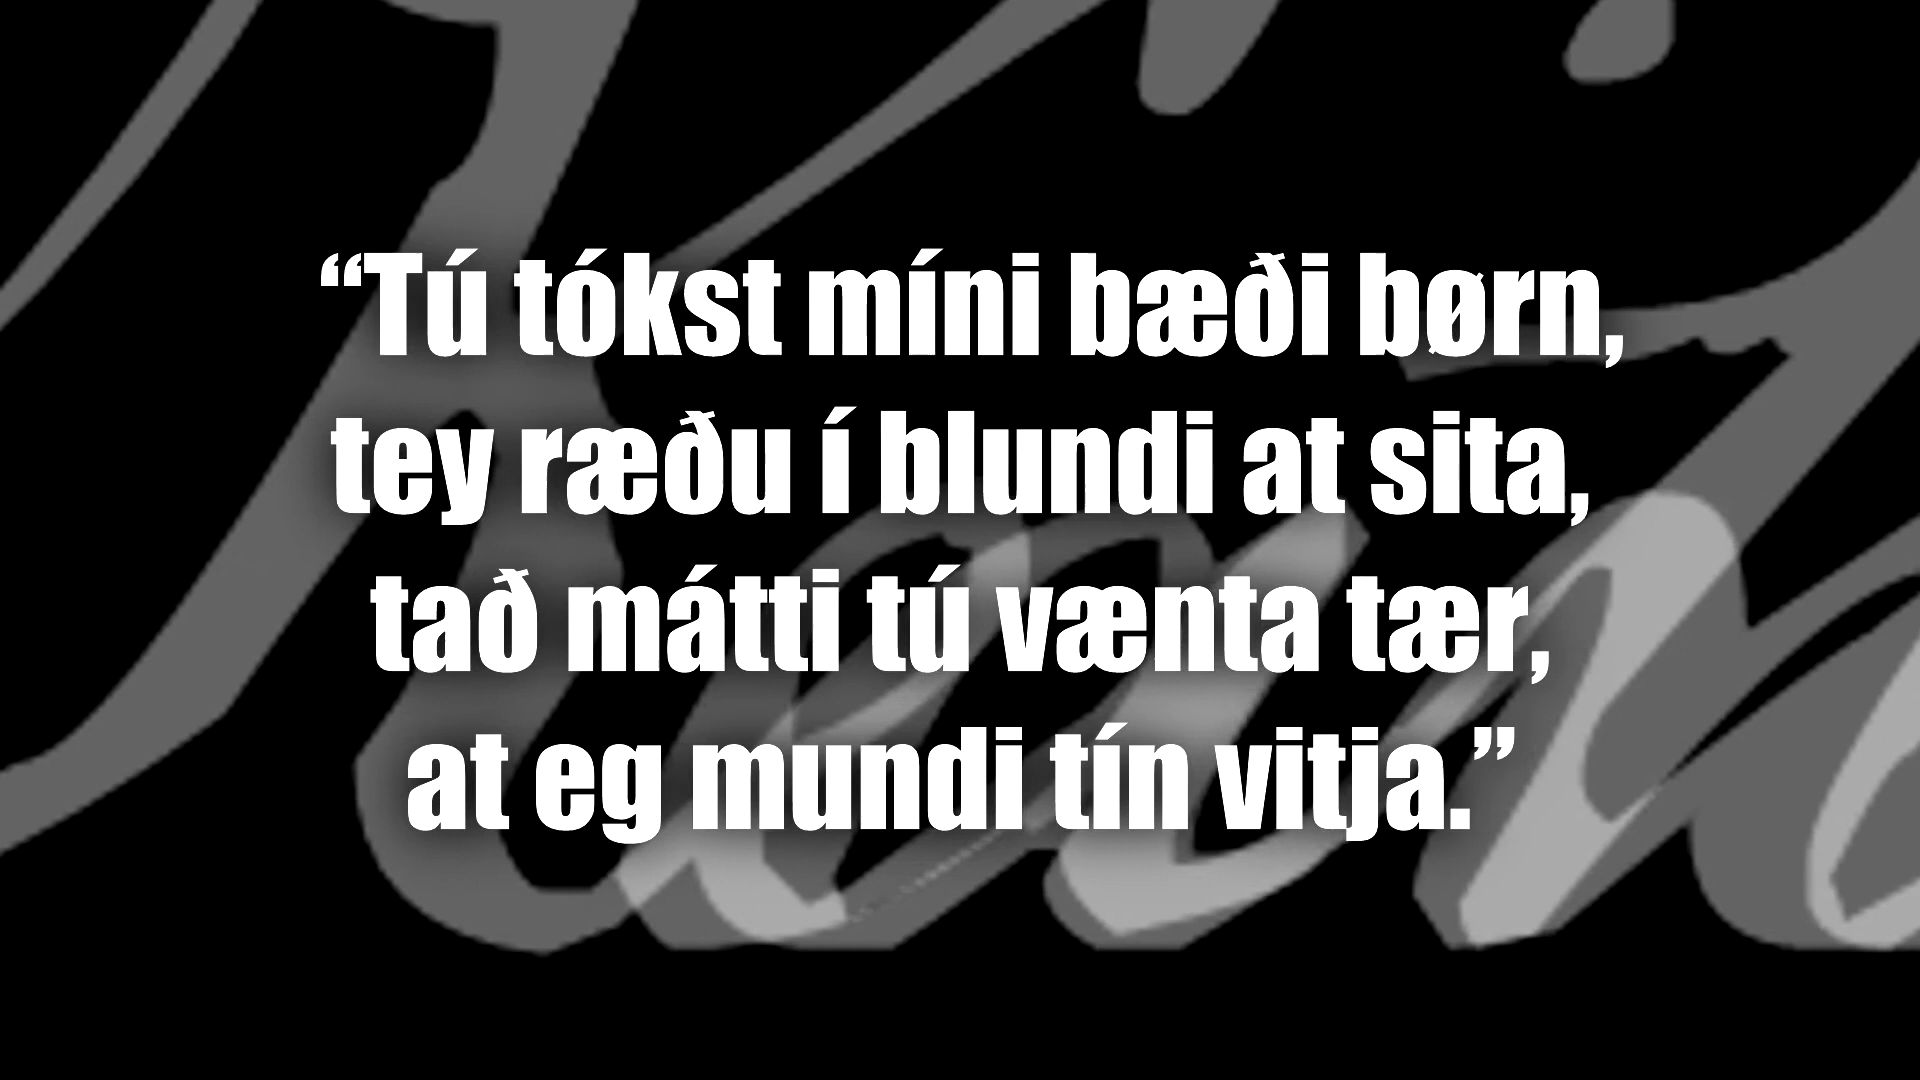 “Tú tókst míni bæði børn,
tey ræðu í blundi at sita,
tað mátti tú vænta tær,
at eg mundi tín vitja.”